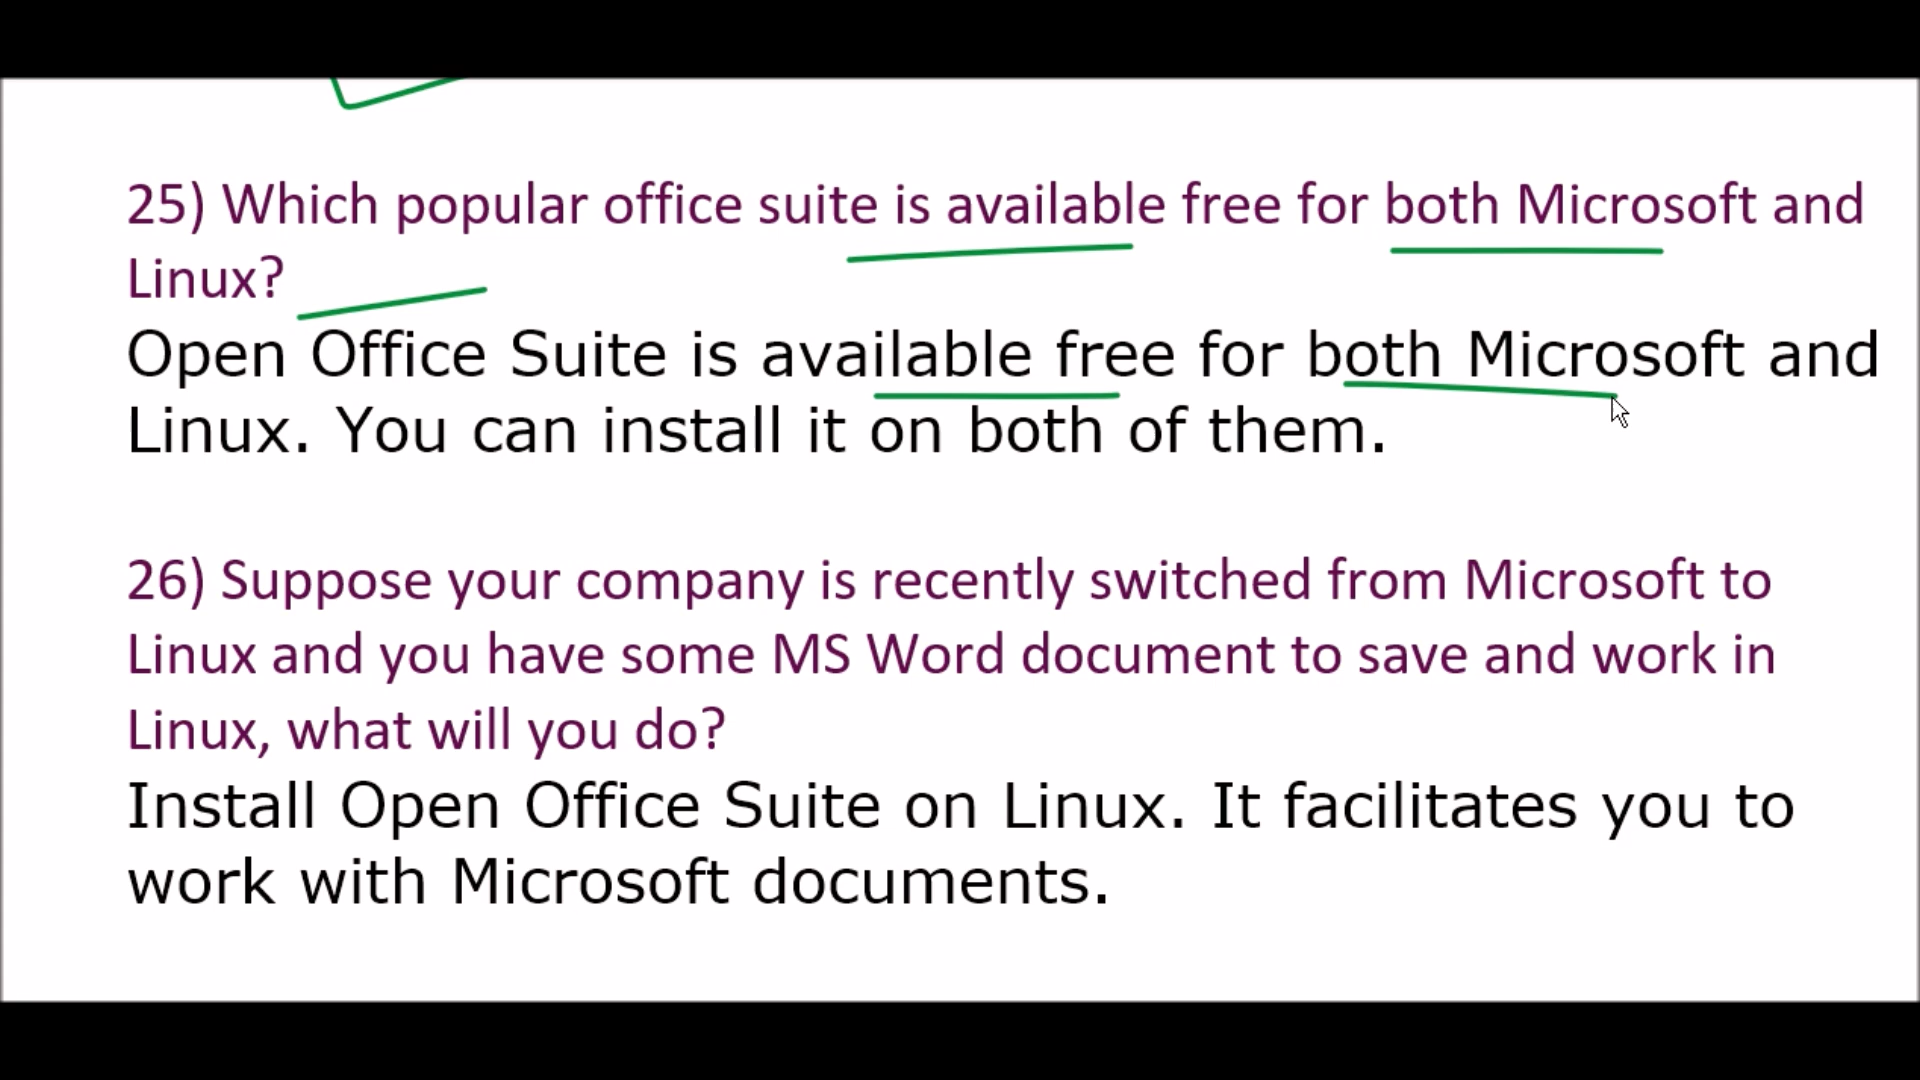 25) Which popular office suite is available free for both Microsoft and
Linux?
Open Office Suite is available free for both Microsoft and
Linux. You can install it on both of them.
26) Suppose your company is recently switched from Microsoft to
Linux and you have some MS Word document to save and work in
Linux, what will you do?
Install Open Office Suite on Linux. It facilitates you to
work with Microsoft documents.